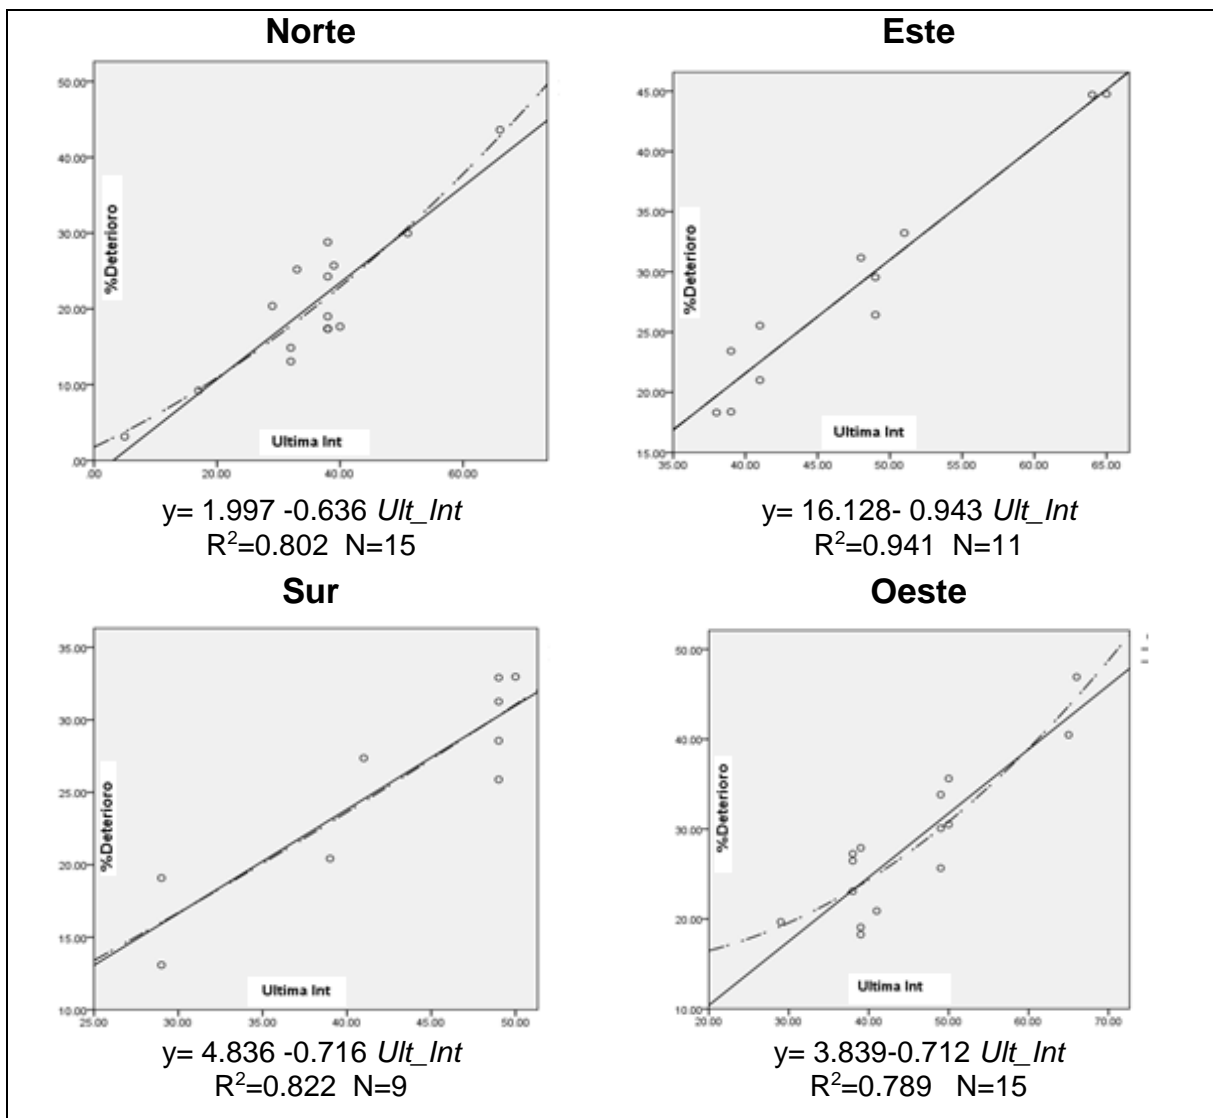 Norte
50.00
40.00
30.00
20.00
10.00
.00
%Deterioro
Ultima Int
.00 20.00 40.00 60.00
y= 1.997 -0.636 Ult_Int
R²=0.802 N=15
Este
45.00
40.00
35.00
30.00
25.00
20.00
15.00
%Deterioro
Ultima Int
35.00 40.00 45.00 50.00 55.00 60.00 65.00
y= 16.128- 0.943 Ult_Int
R²=0.941 N=11
Sur
35.00
30.00
25.00
20.00
15.00
10.00
%Deterioro
Ultima Int
25.00 30.00 35.00 40.00 45.00 50.00
y= 4.836 -0.716 Ult_Int
R²=0.822 N=9
Oeste
50.00
40.00
30.00
20.00
10.00
%Deterioro
Ultima Int
20.00 30.00 40.00 50.00 60.00 70.00
y= 3.839-0.712 Ult_Int
R²=0.789 N=15